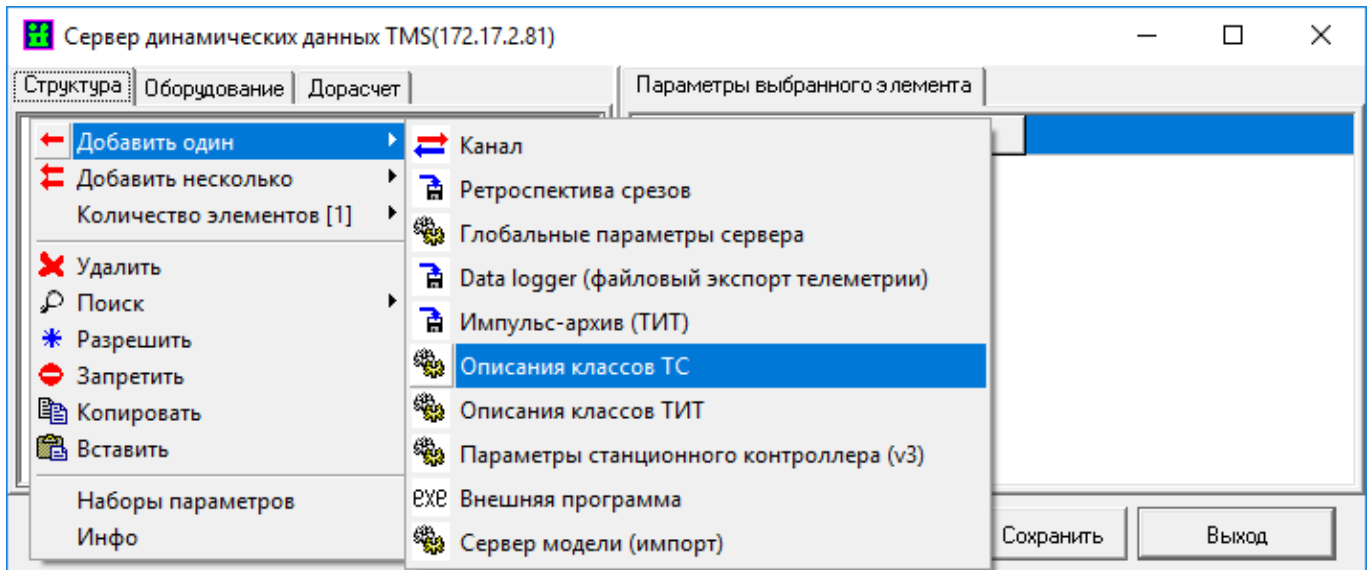 Сервер динамических данных TMS(172.17.2.81)
Структура
Оборудование
Дорасчет
Параметры выбранного элемента
Добавить один
Добавить несколько
Количество элементов [1]
Удалить
Поиск
Разрешить
Запретить
Копировать
Вставить
Наборы параметров
Инфо
Канал
Ретроспектива срезов
Глобальные параметры сервера
Data logger (файловый экспорт телеметрии)
Импульс-архив (ТИТ)
Описания классов ТС
Описания классов ТИТ
Параметры станционного контроллера (v3)
exe Внешняя программа
Сервер модели (импорт)
Сохранить
Выход